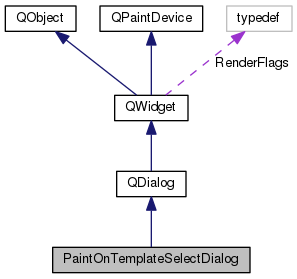 QObject
QPaintDevice
typedef
RenderFlags
QWidget
QDialog
PaintOnTemplateSelectDialog